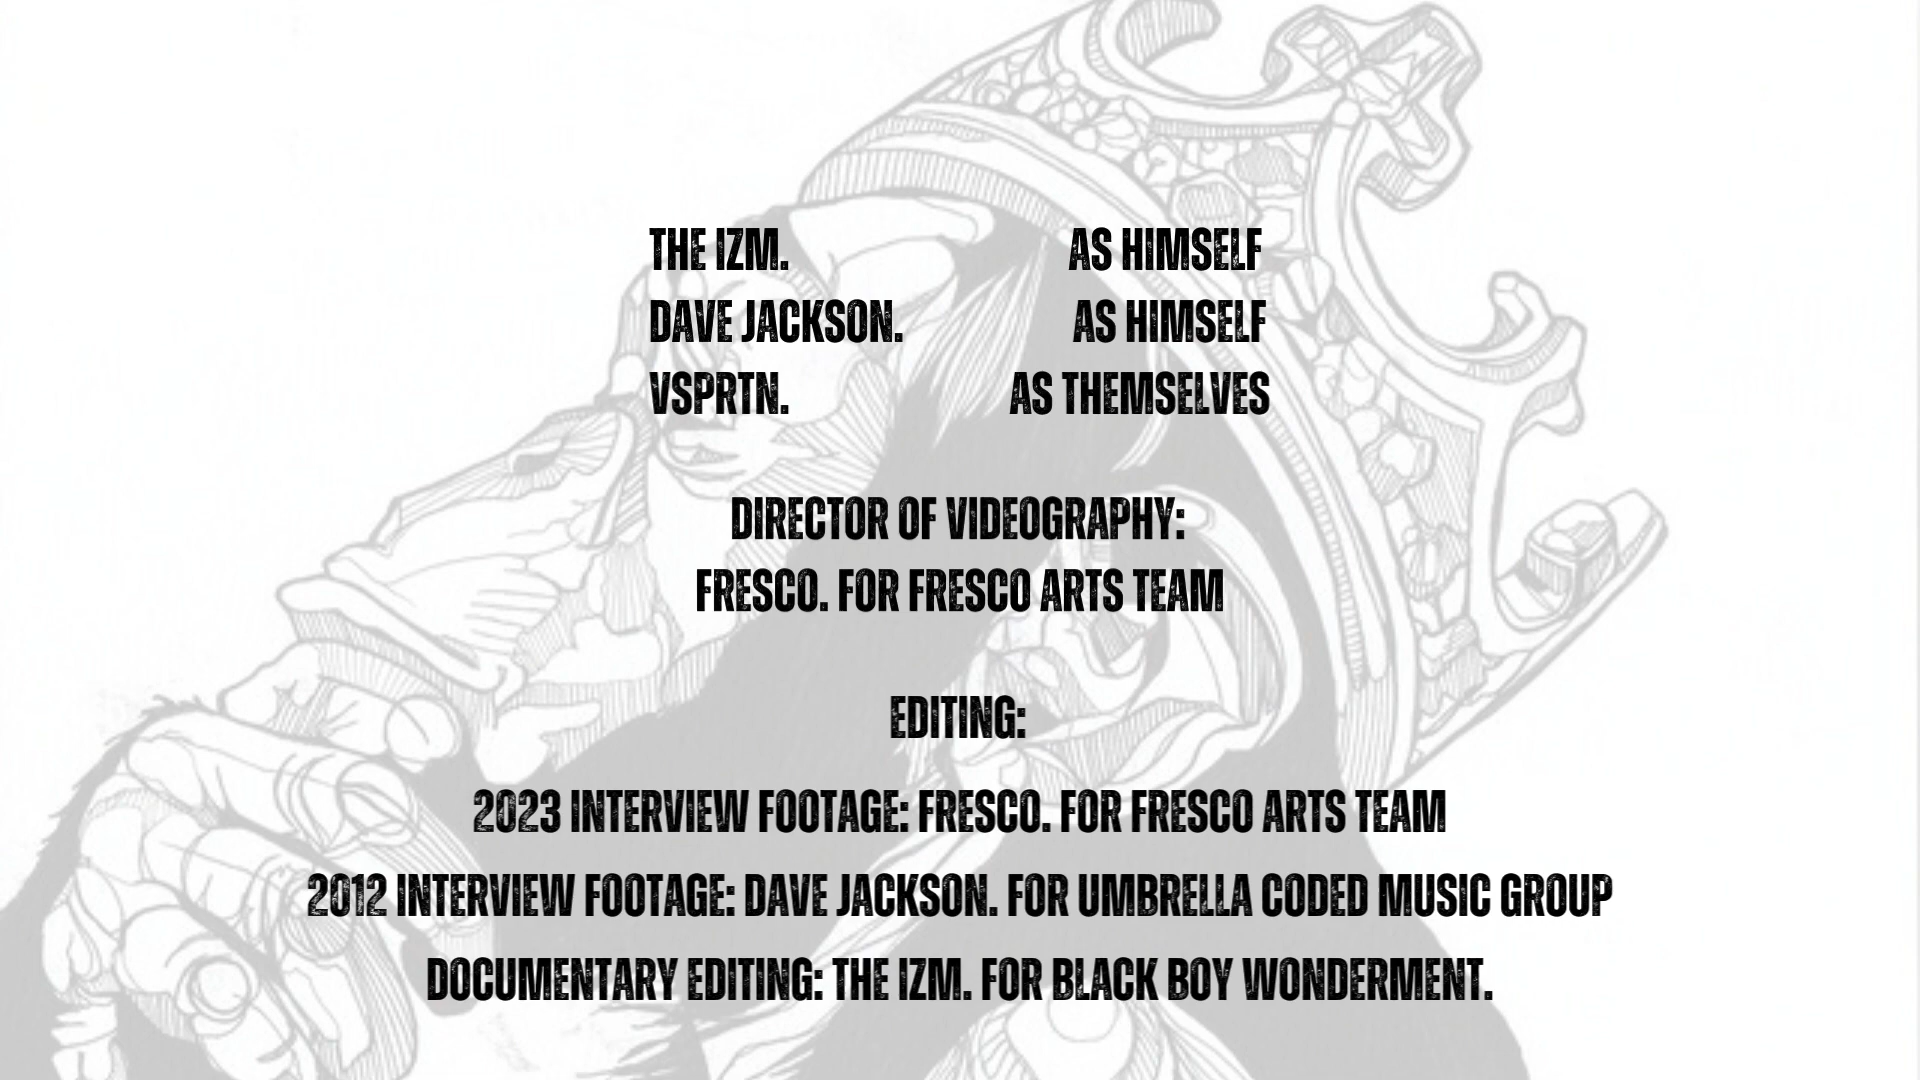 THE IZM. AS HIMSELF
DAVE JACKSON. AS HIMSELF
VSPRTN. AS THEMSELVES
DIRECTOR OF VIDEOGRAPHY:
FRESCO. FOR FRESCO ARTS TEAM
EDITING:
2023 INTERVIEW FOOTAGE: FRESCO. FOR FRESCO ARTS TEAM
2012 INTERVIEW FOOTAGE: DAVE JACKSON. FOR UMBRELLA CODED MUSIC GROUP
DOCUMENTARY EDITING: THE IZM. FOR BLACK BOY WONDERMENT.